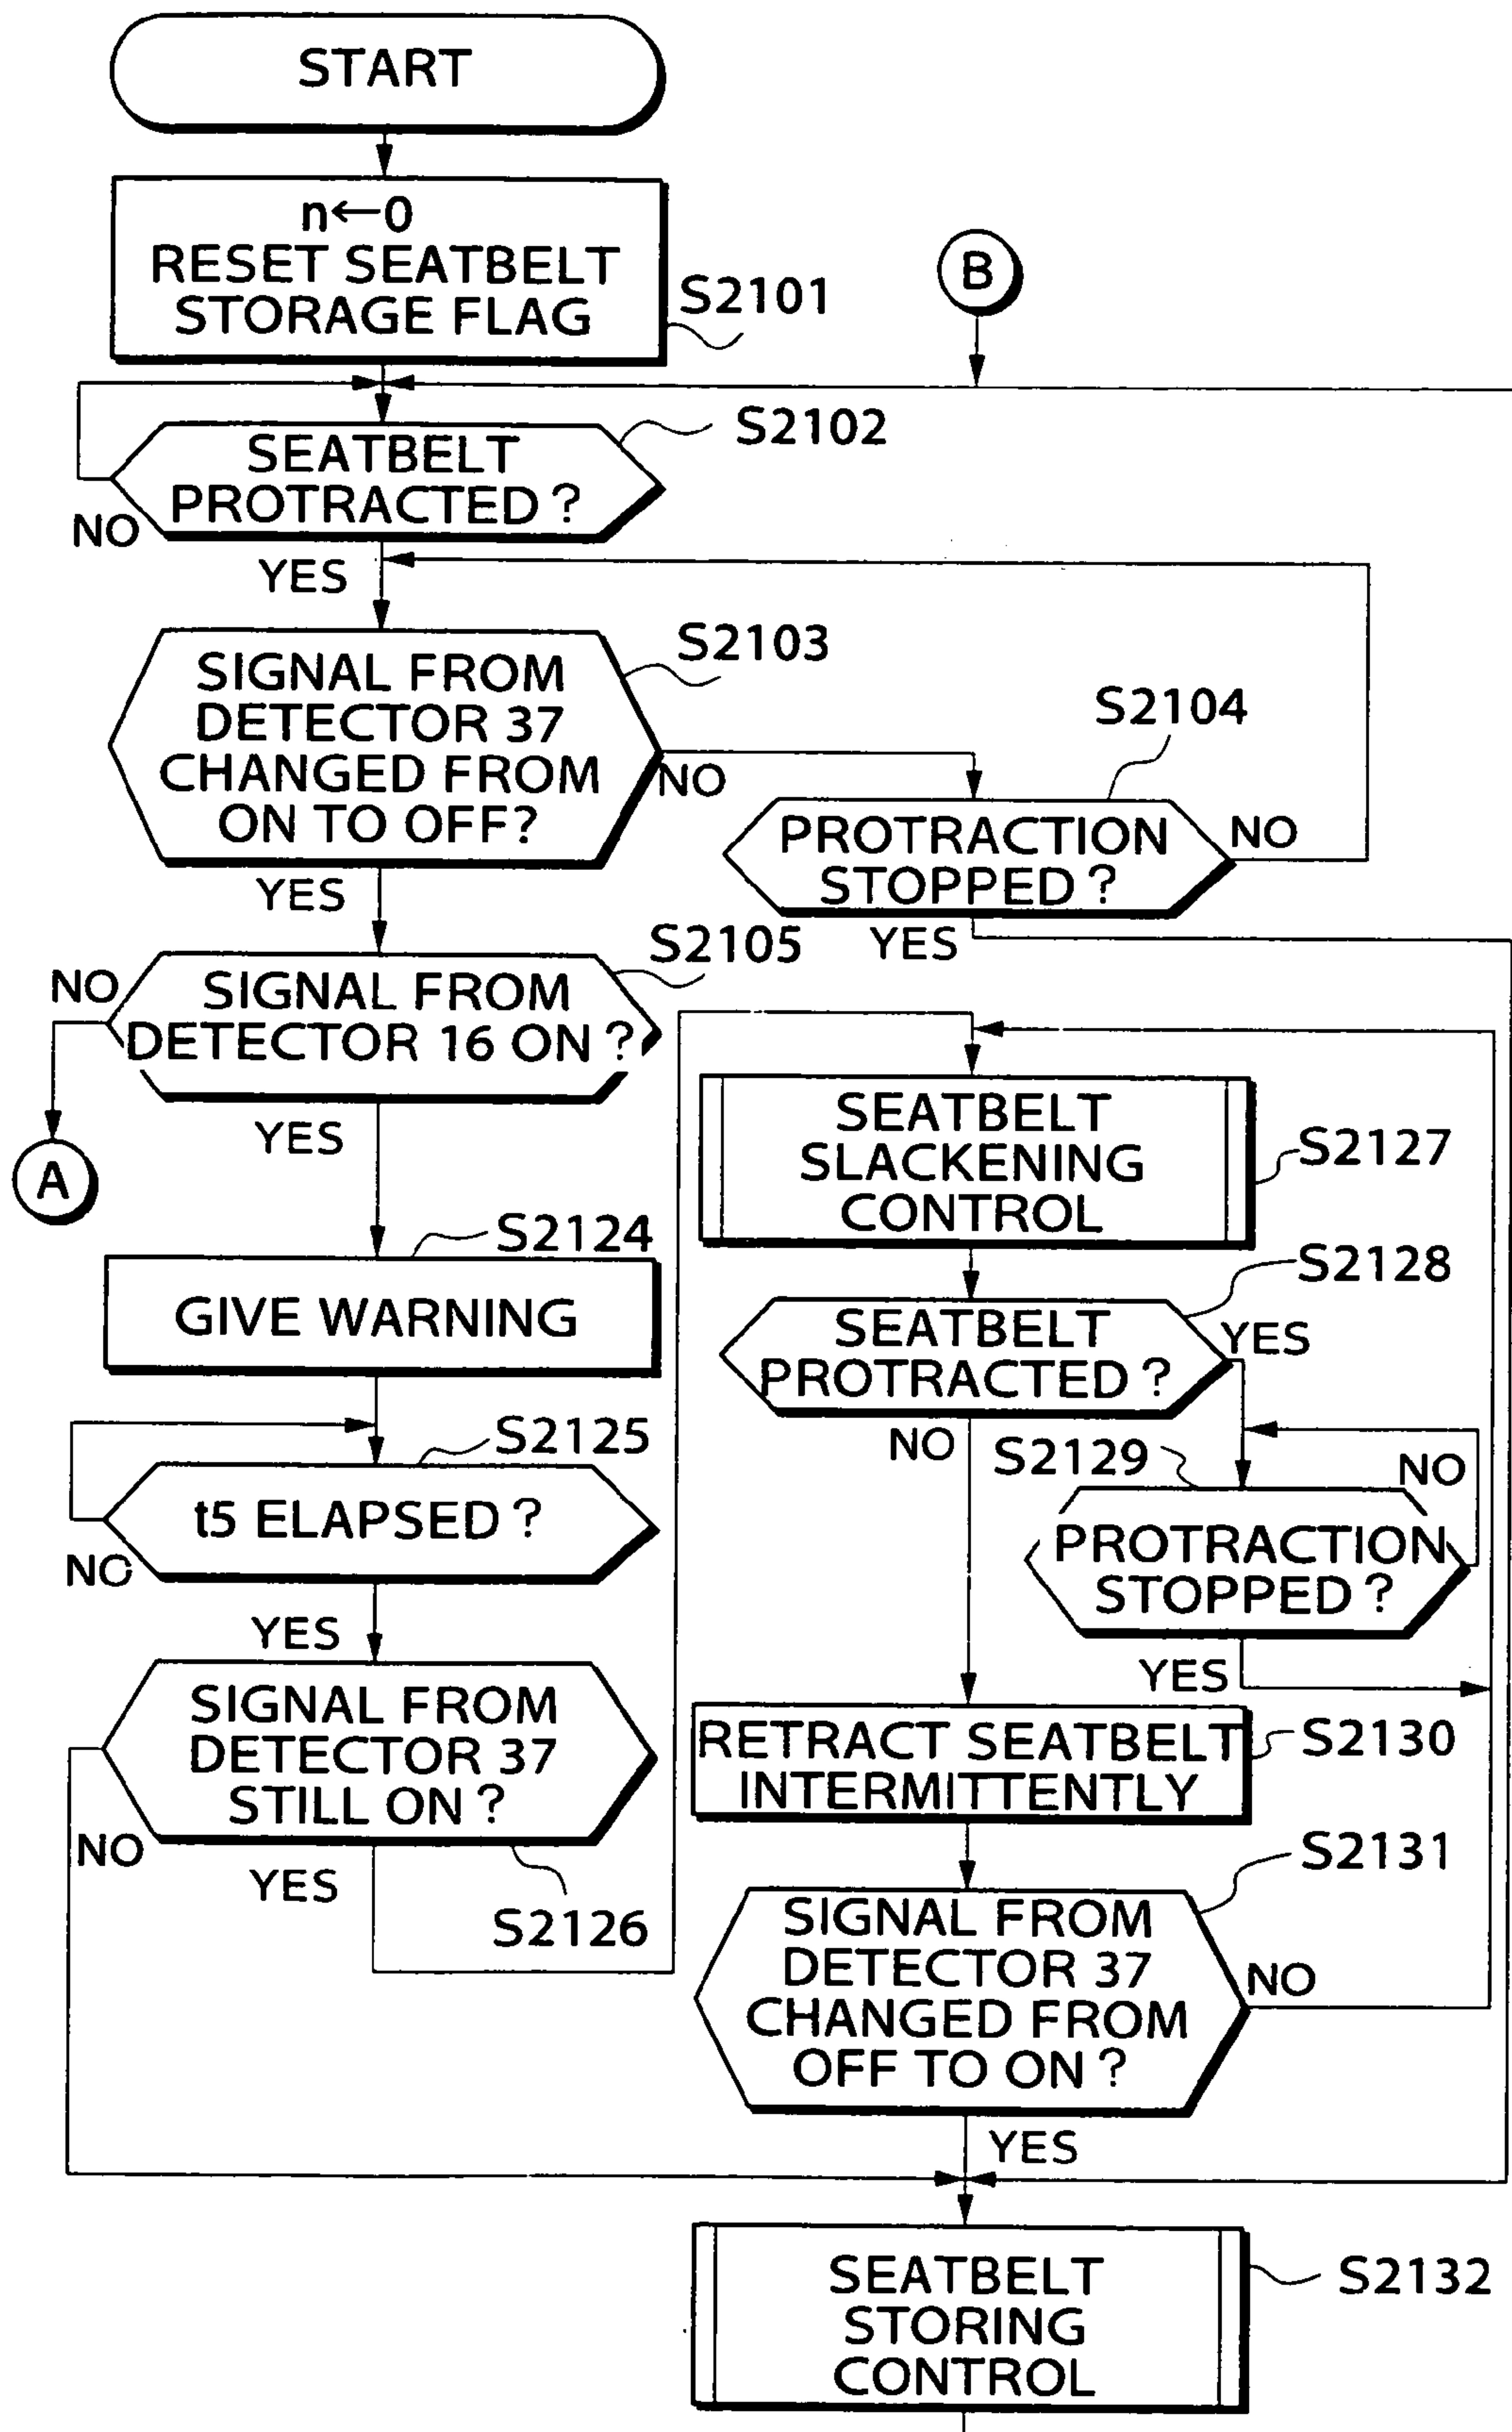 START
n←0
RESET SEATBELT
STORAGE FLAG
S2101
B
SEATBELT
PROTRACTED ?
S2102
NO
YES
SIGNAL FROM
DETECTOR 37
CHANGED FROM
ON TO OFF?
S2103
NO
YES
S2104
PROTRACTION
STOPPED ?
NO
YES
S2105
SIGNAL FROM
DETECTOR 16 ON ?
NO
A
YES
S2124
GIVE WARNING
S2125
t5 ELAPSED ?
NO
YES
SIGNAL FROM
DETECTOR 37
STILL ON ?
NO
YES
S2126
SEATBELT
SLACKENING
CONTROL
S2127
S2128
SEATBELT
PROTRACTED ?
YES
NO
S2129
NO
PROTRACTION
STOPPED ?
YES
RETRACT SEATBELT
INTERMITTENTLY
S2130
S2131
SIGNAL FROM
DETECTOR 37
CHANGED FROM
OFF TO ON ?
NO
YES
SEATBELT
STORING
CONTROL
S2132